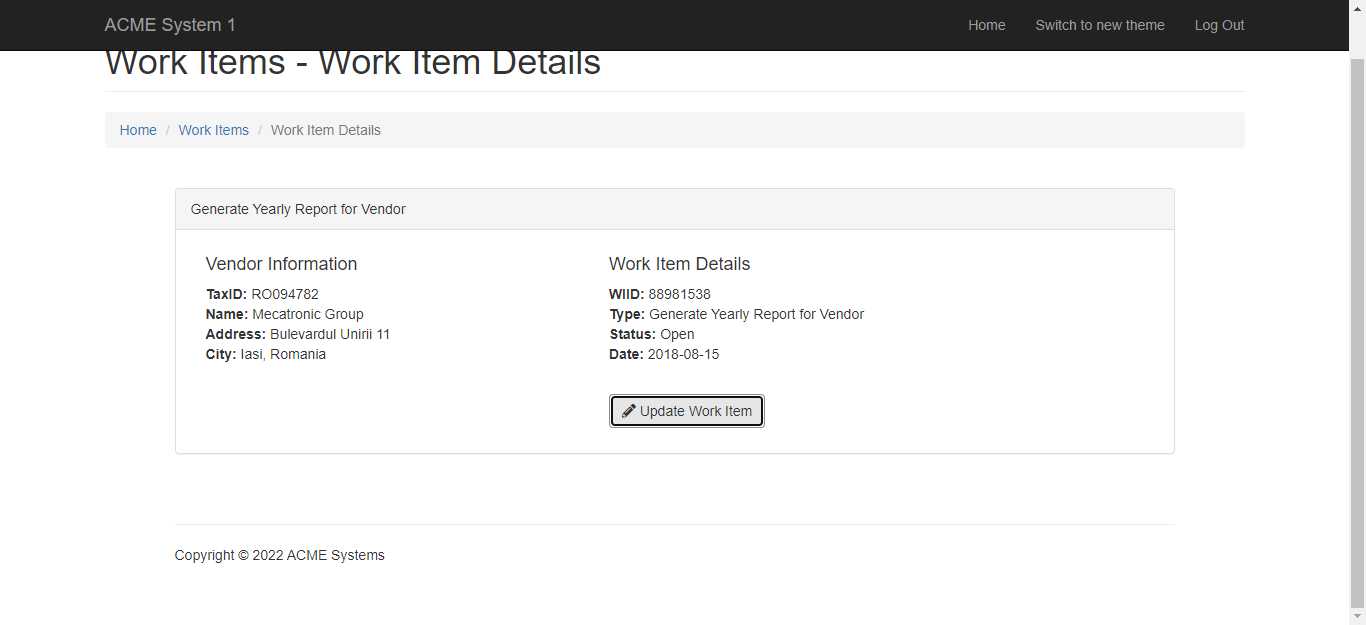 ACME System 1 Home Switch to new theme Log Out
Work Items - Work Item Details
Home / Work Items / Work Item Details
Generate Yearly Report for Vendor
Vendor Information
TaxID: RO094782
Name: Mecatronic Group
Address: Bulevardul Unirii 11
City: Iasi, Romania
Work Item Details
WIID: 88981538
Type: Generate Yearly Report for Vendor
Status: Open
Date: 2018-08-15
Update Work Item
Copyright © 2022 ACME Systems